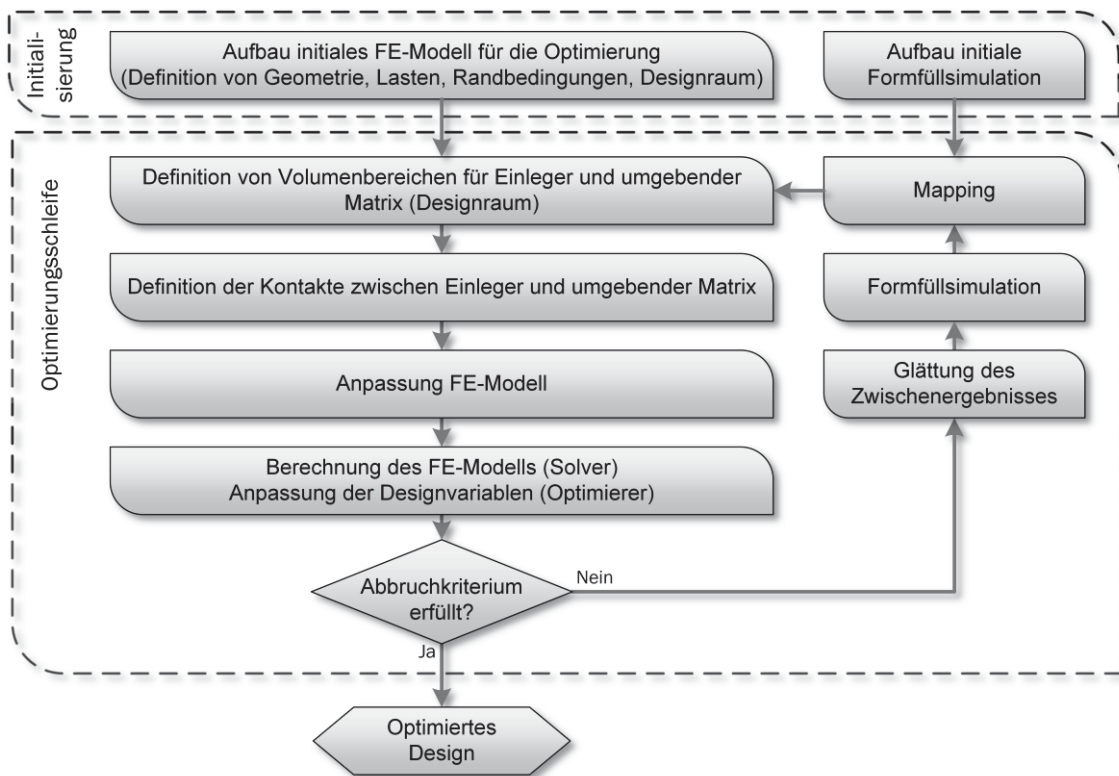 Initiali-
sierung
Aufbau initiales FE-Modell für die Optimierung
(Definition von Geometrie, Lasten, Randbedingungen, Designraum)
Aufbau initiale
Formfüllsimulation
Optimierungsschleife
Definition von Volumenbereichen für Einleger und umgebender
Matrix (Designraum)
Mapping
Definition der Kontakte zwischen Einleger und umgebender Matrix
Formfüllsimulation
Anpassung FE-Modell
Glättung des
Zwischenergebnisses
Berechnung des FE-Modells (Solver)
Anpassung der Designvariablen (Optimierer)
Abbruchkriterium
erfüllt?
Nein
Ja
Optimiertes
Design